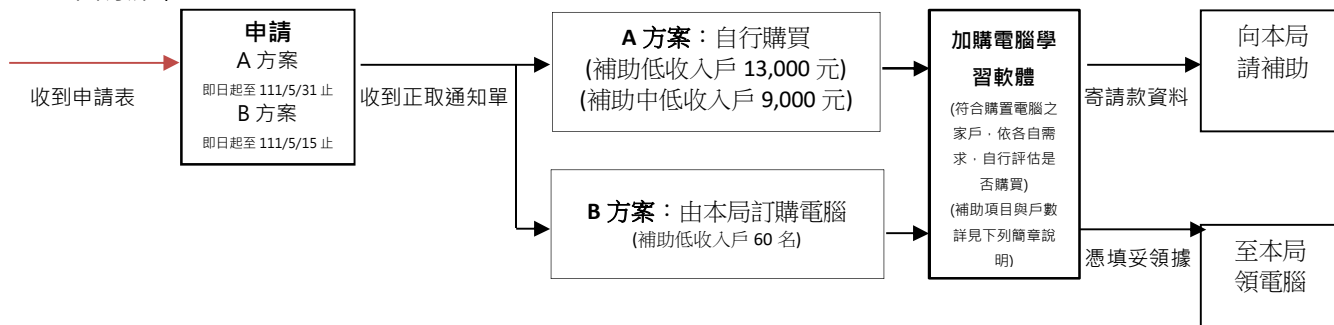 收到申請表
申請
A 方案
即日起至 111/5/31 止
B 方案
即日起至 111/5/15 止
收到正取通知單
A 方案：自行購買
(補助低收入戶 13,000 元)
(補助中低收入戶 9,000 元)
B 方案：由本局訂購電腦
(補助低收入戶 60 名)
加購電腦學
習軟體
(符合購置電腦之
家戶，依各自需
求，自行評估是
否購買)
(補助項目與戶數
詳見下列簡章說
明)
寄請款資料
向本局
請補助
憑填妥領據
至本局
領電腦